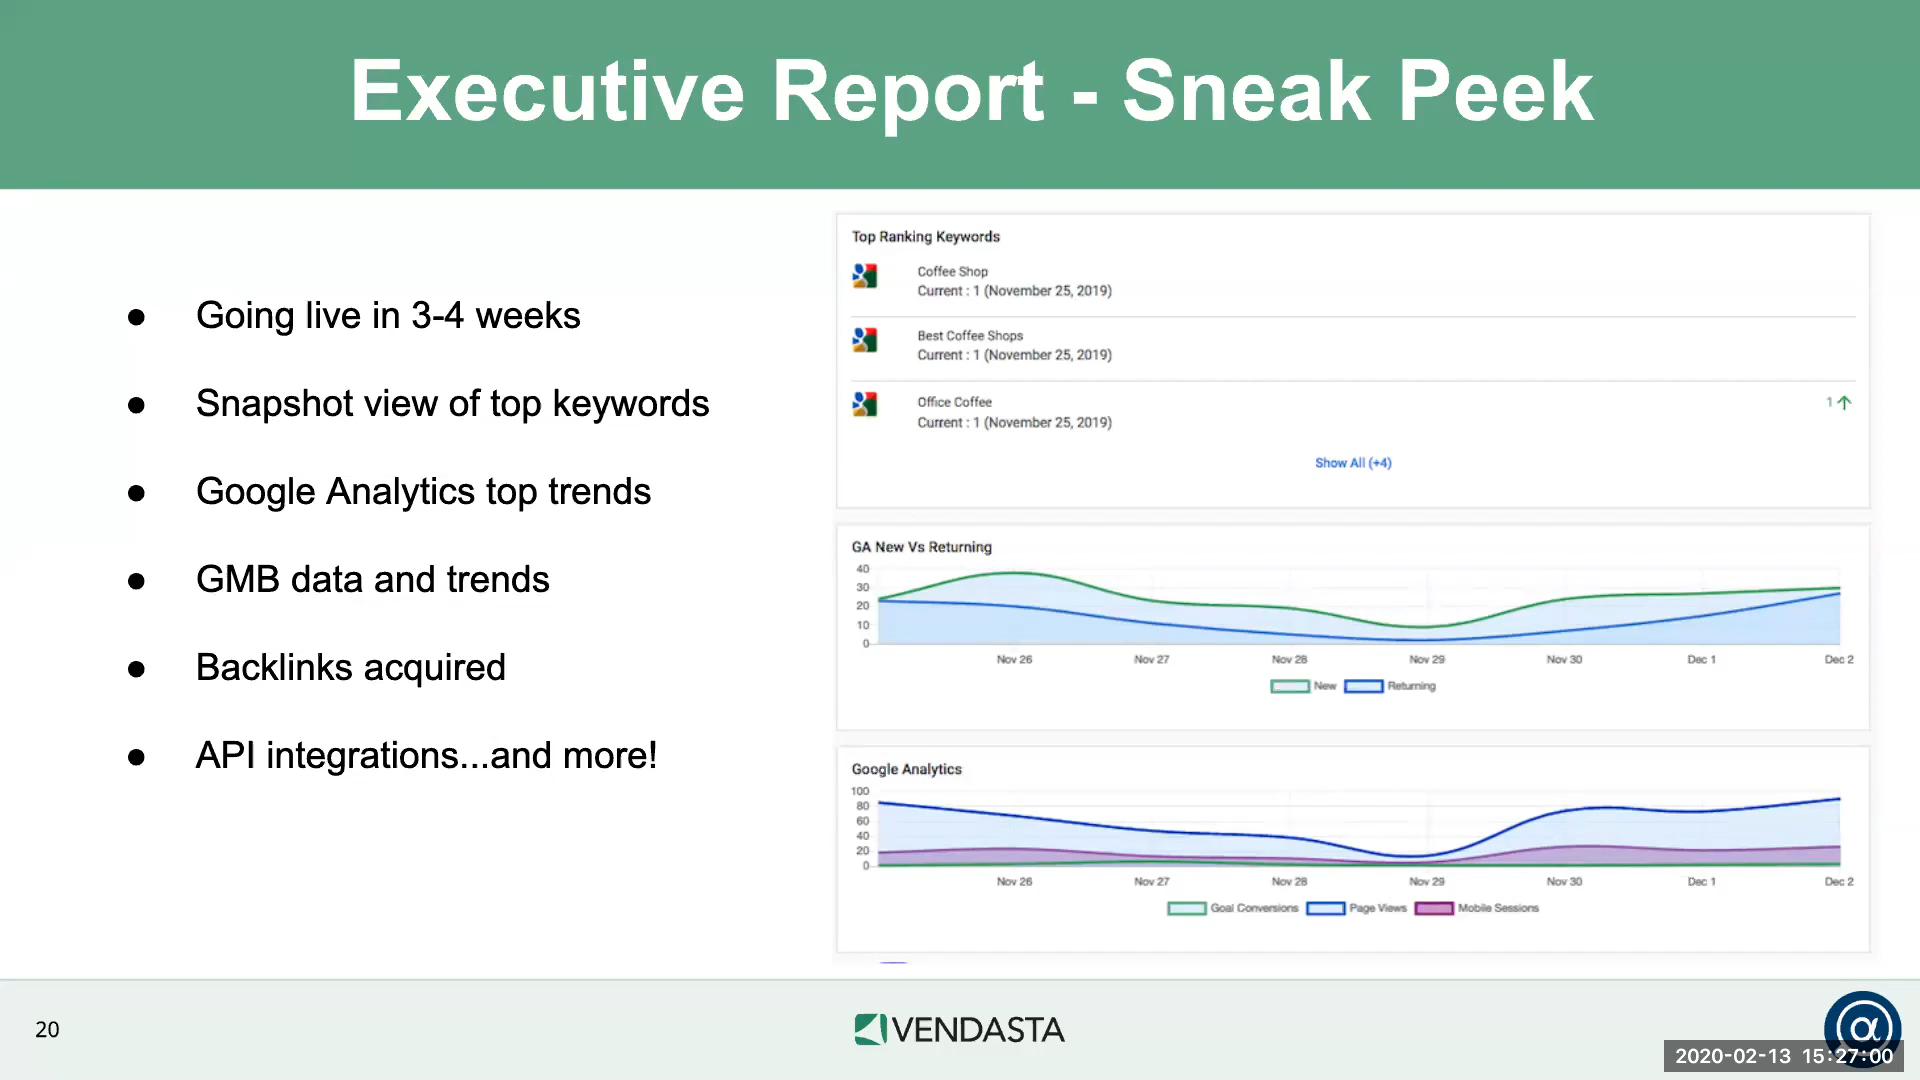 Executive Report - Sneak Peek
● Going live in 3-4 weeks
● Snapshot view of top keywords
● Google Analytics top trends
● GMB data and trends
● Backlinks acquired
● API integrations...and more!
Top Ranking Keywords
Coffee Shop
Current : 1 (November 25, 2019)
Best Coffee Shops
Current : 1 (November 25, 2019)
Office Coffee 1
Current : 1 (November 25, 2019)
Show All (+4)
GA New Vs Returning
40
30
20
10
0
Nov 26 Nov 27 Nov 28 Nov 29 Nov 30 Dec 1 Dec 2
New Returning
Google Analytics
100
80
60
40
20
0
Nov 26 Nov 27 Nov 28 Nov 29 Nov 30 Dec 1 Dec 2
Goal Conversions Page Views Mobile Sessions
20
VENDASTA
α
2020-02-13 15:27:00